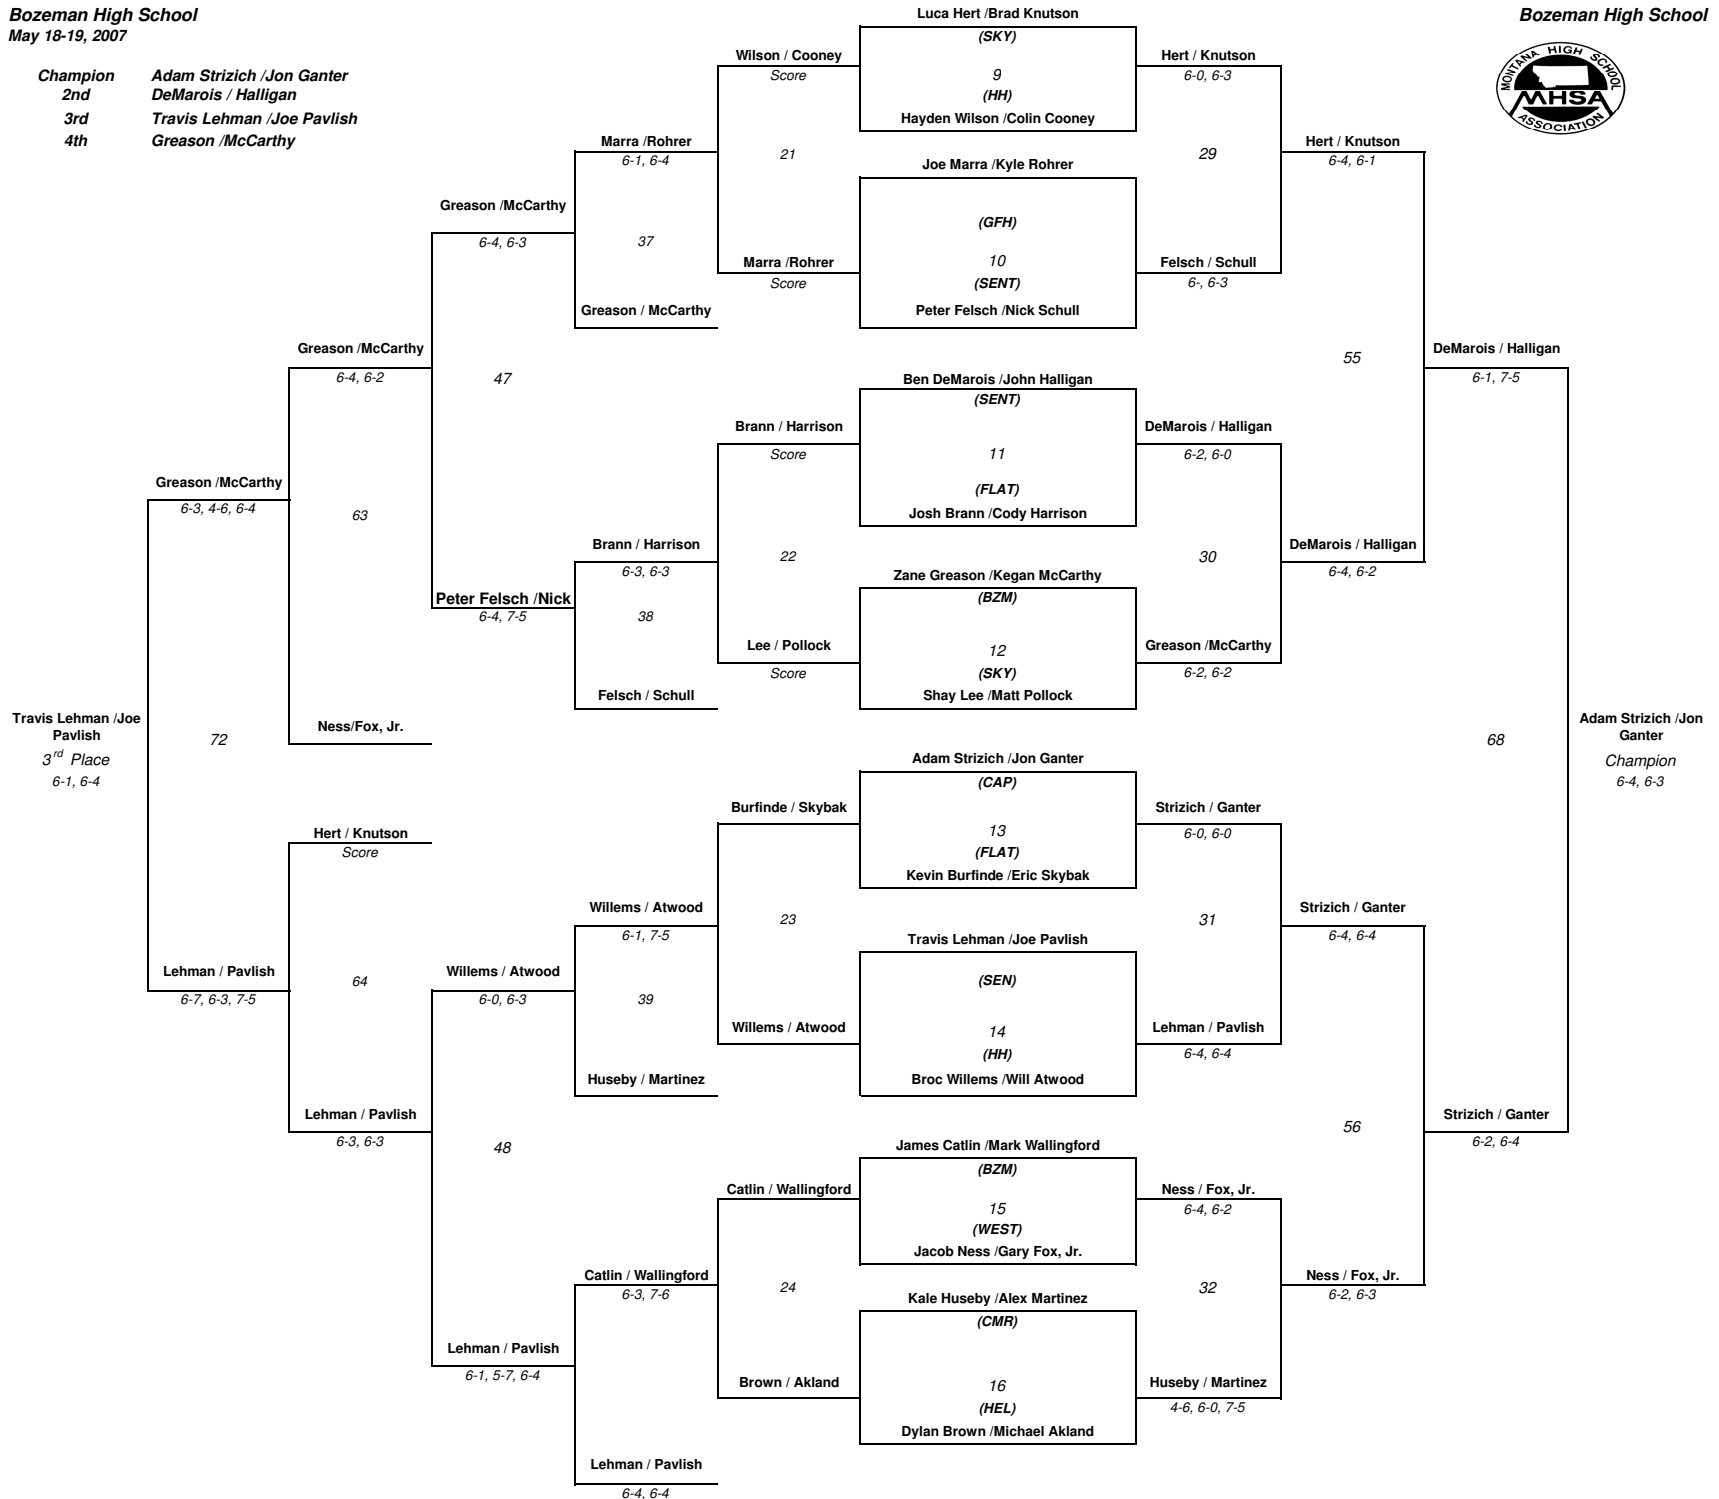 Bozeman High School
May 18-19, 2007
Champion Adam Strizich /Jon Ganter
2nd DeMarois / Halligan
3rd Travis Lehman /Joe Pavlish
4th Greason /McCarthy
Bozeman High School
MONTANA HIGH SCHOOL
MHSA
ASSOCIATION
Travis Lehman /Joe
Pavlish
3rd Place
6-1, 6-4
72
Greason /McCarthy
6-3, 4-6, 6-4
Lehman / Pavlish
6-7, 6-3, 7-5
Greason /McCarthy
6-4, 6-2
63
Ness/Fox, Jr.
Hert / Knutson
Score
64
Lehman / Pavlish
6-3, 6-3
Greason /McCarthy
6-4, 6-3
47
Peter Felsch /Nick
6-4, 7-5
Willems / Atwood
6-0, 6-3
48
Lehman / Pavlish
6-1, 5-7, 6-4
Marra /Rohrer
6-1, 6-4
37
Greason / McCarthy
Brann / Harrison
6-3, 6-3
38
Felsch / Schull
Willems / Atwood
6-1, 7-5
39
Huseby / Martinez
Catlin / Wallingford
6-3, 7-6
Lehman / Pavlish
6-4, 6-4
Wilson / Cooney
Score
21
Marra /Rohrer
Score
Brann / Harrison
Score
22
Lee / Pollock
Score
Burfinde / Skybak
23
Willems / Atwood
Catlin / Wallingford
24
Brown / Akland
Luca Hert /Brad Knutson
(SKY)
9
(HH)
Hayden Wilson /Colin Cooney
Joe Marra /Kyle Rohrer
(GFH)
10
(SENT)
Peter Felsch /Nick Schull
Ben DeMarois /John Halligan
(SENT)
11
(FLAT)
Josh Brann /Cody Harrison
Zane Greason /Kegan McCarthy
(BZM)
12
(SKY)
Shay Lee /Matt Pollock
Adam Strizich /Jon Ganter
(CAP)
13
(FLAT)
Kevin Burfinde /Eric Skybak
Travis Lehman /Joe Pavlish
(SEN)
14
(HH)
Broc Willems /Will Atwood
James Catlin /Mark Wallingford
(BZM)
15
(WEST)
Jacob Ness /Gary Fox, Jr.
Kale Huseby /Alex Martinez
(CMR)
16
(HEL)
Dylan Brown /Michael Akland
Hert / Knutson
6-0, 6-3
29
Felsch / Schull
6-, 6-3
DeMarois / Halligan
6-2, 6-0
30
Greason /McCarthy
6-2, 6-2
Strizich / Ganter
6-0, 6-0
31
Lehman / Pavlish
6-4, 6-4
Ness / Fox, Jr.
6-4, 6-2
32
Huseby / Martinez
4-6, 6-0, 7-5
Hert / Knutson
6-4, 6-1
55
DeMarois / Halligan
6-4, 6-2
Strizich / Ganter
6-4, 6-4
56
Ness / Fox, Jr.
6-2, 6-3
DeMarois / Halligan
6-1, 7-5
68
Strizich / Ganter
6-2, 6-4
Adam Strizich /Jon
Ganter
Champion
6-4, 6-3